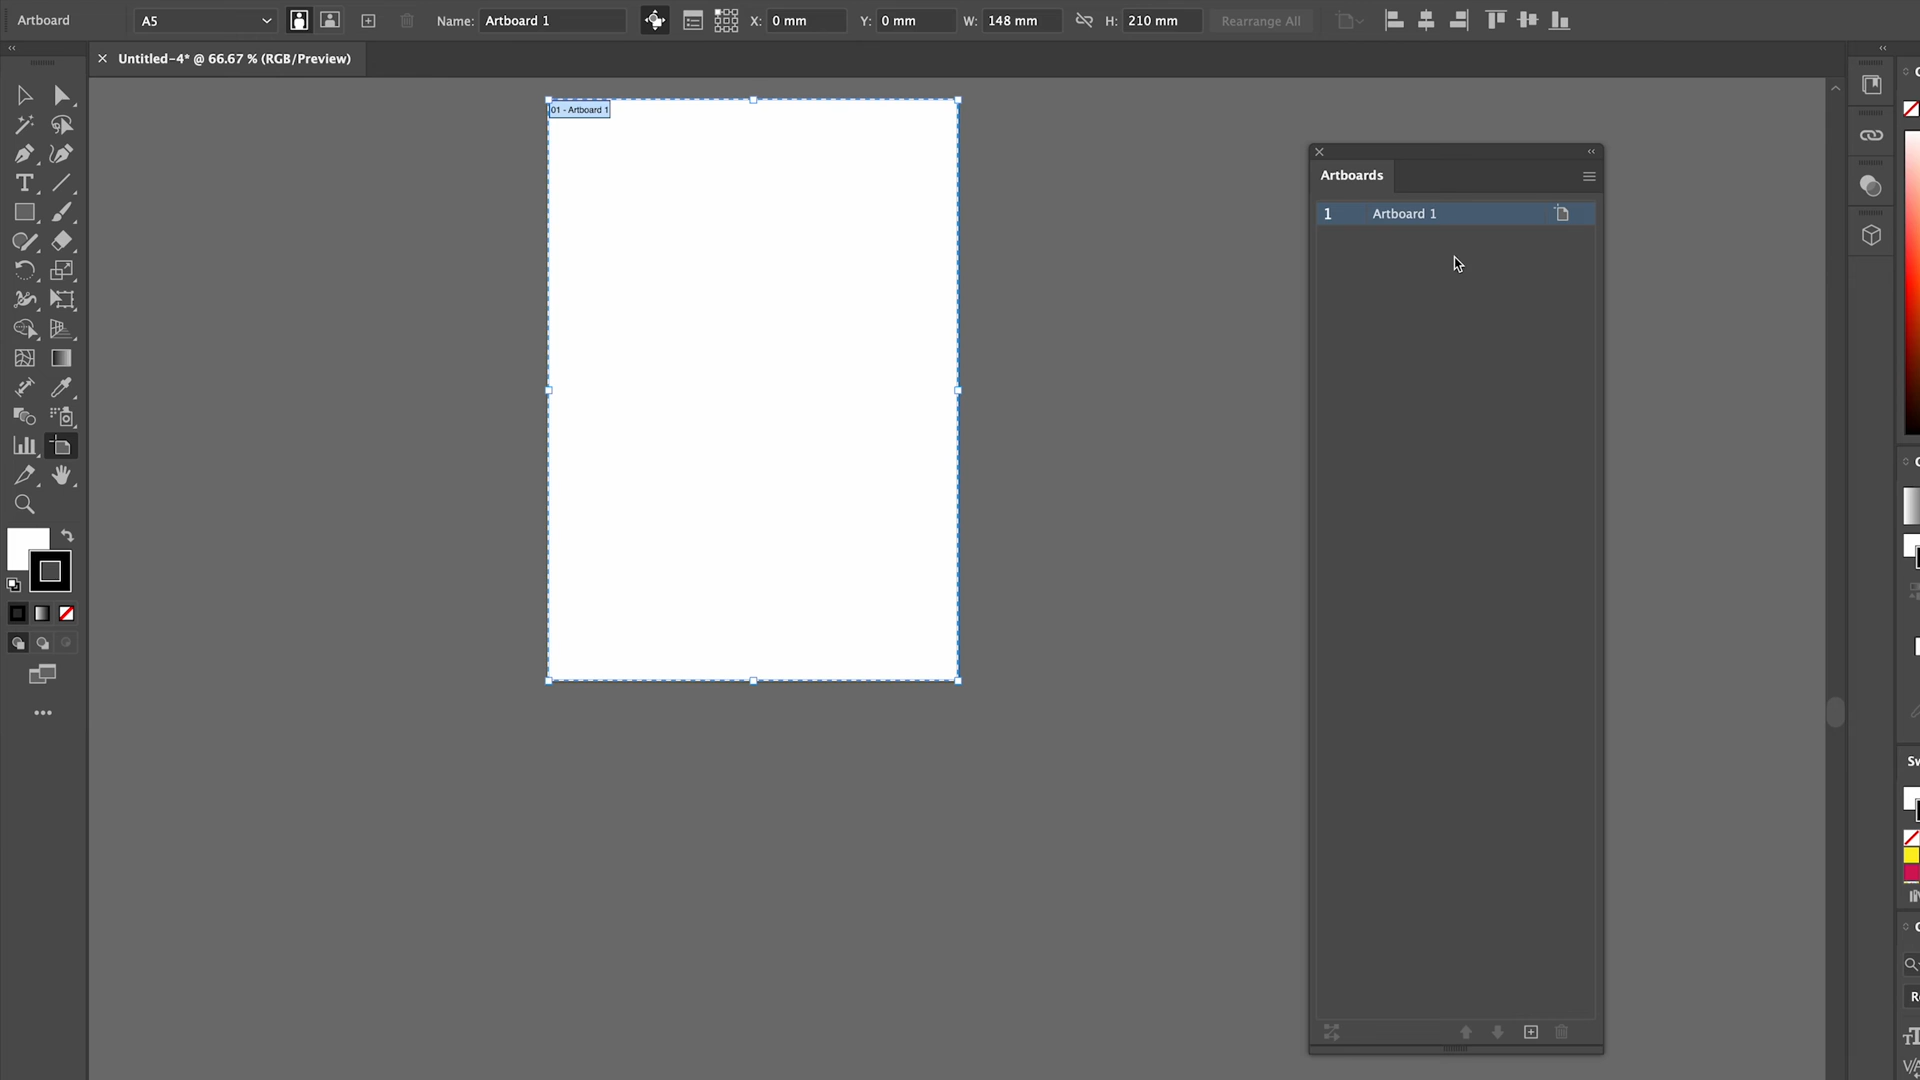 Artboard
A5
Name: Artboard 1
X: 0 mm
Y: 0 mm
W: 148 mm
H: 210 mm
Rearrange All
Untitled-4* @ 66.67 % (RGB/Preview)
01 - Artboard 1
Artboards
1 Artboard 1